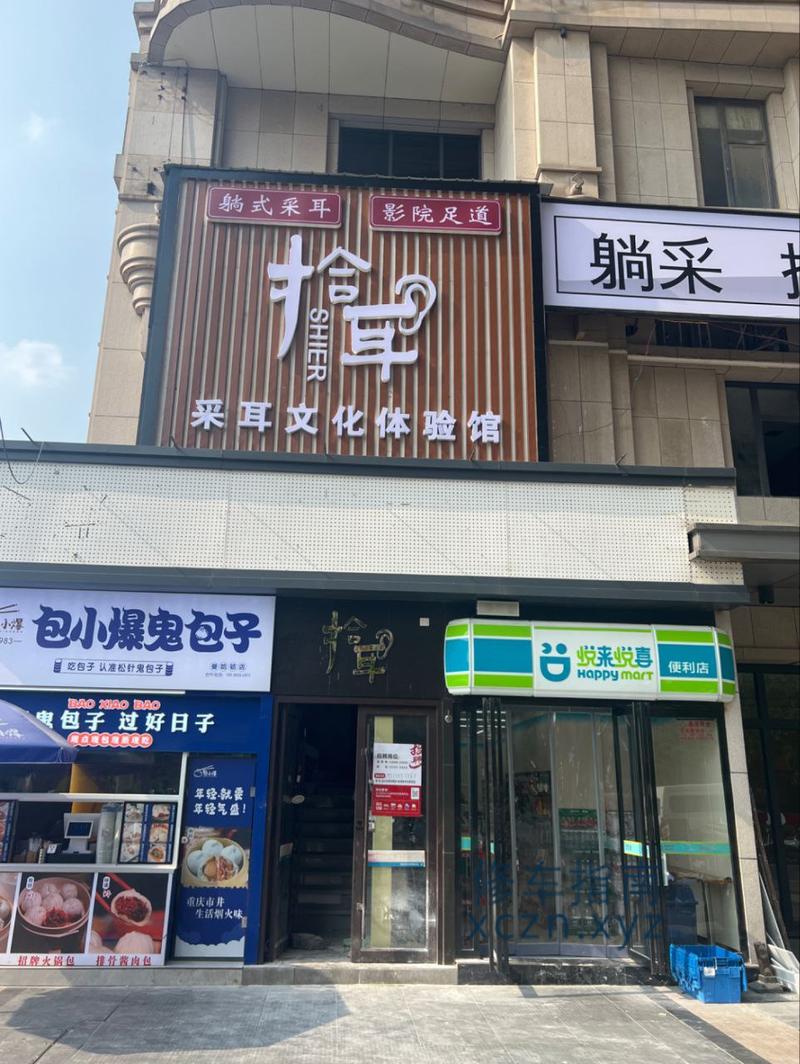 躺式采耳
影院足道
拾耳
SHIER
采耳文化体验馆
躺采
小爆
983
包小爆鬼包子
吃包子 认准松针鬼包子
BAO XIAO BAO
鬼包子 过好日子
年轻就卖
年轻气盛!
重庆市井
生活烟火味
招牌火锅包
排骨酱肉包
拾耳
悦来悦喜
Happy mart
便利店
修车指南
xczn.xyz